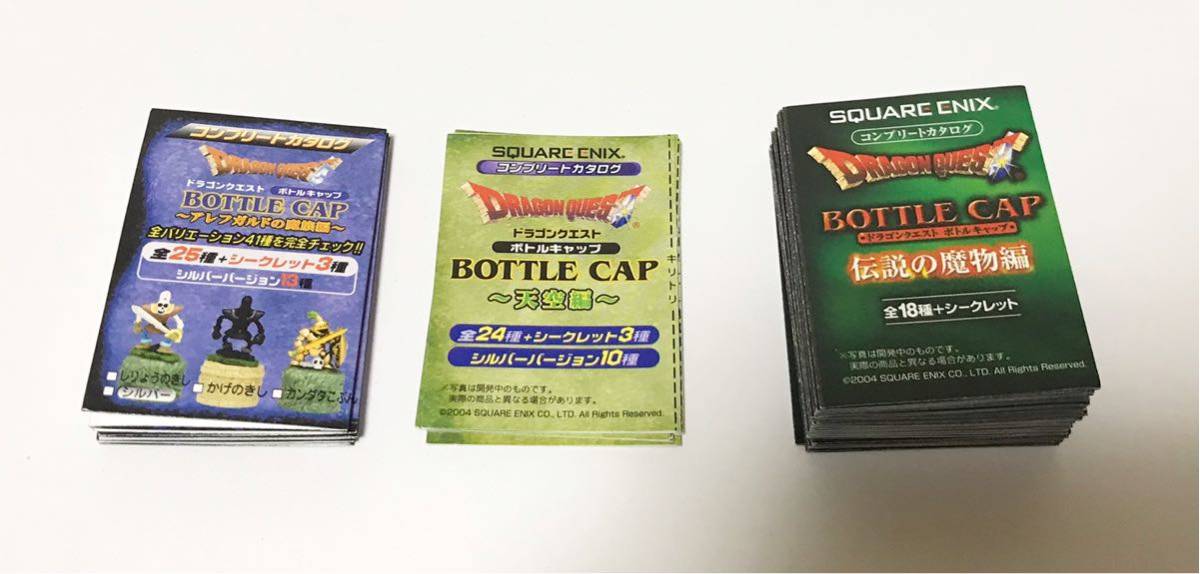 コンプリートカタログ
DRAGON QUEST
ドラゴンクエスト ボトルキャップ
BOTTLE CAP
～アレフガルドの魔族編～
全バリエーション41種を完全チェック!!
全25種+シークレット3種
シルバーバージョン13種
しりょうのきし
シルバー
かげのきし
カンダタこぶん
SQUARE ENIX®
コンプリートカタログ
DRAGON QUEST®
ドラゴンクエスト
ボトルキャップ
BOTTLE CAP
～天空編～
全24種+シークレット3種
シルバーバージョン10種
※写真は開発中のものです。
実際の商品と異なる場合があります。
©2004 SQUARE ENIX CO., LTD. All Rights Reserved.
キリトリ
SQUARE ENIX®
コンプリートカタログ
DRAGON QUEST®
BOTTLE CAP
•ドラゴンクエスト ボトルキャップ•
伝説の魔物編
全18種+シークレット
※写真は開発中のものです。
実際の商品と異なる場合があります。
©2004 SQUARE ENIX CO., LTD. All Rights Reserved.